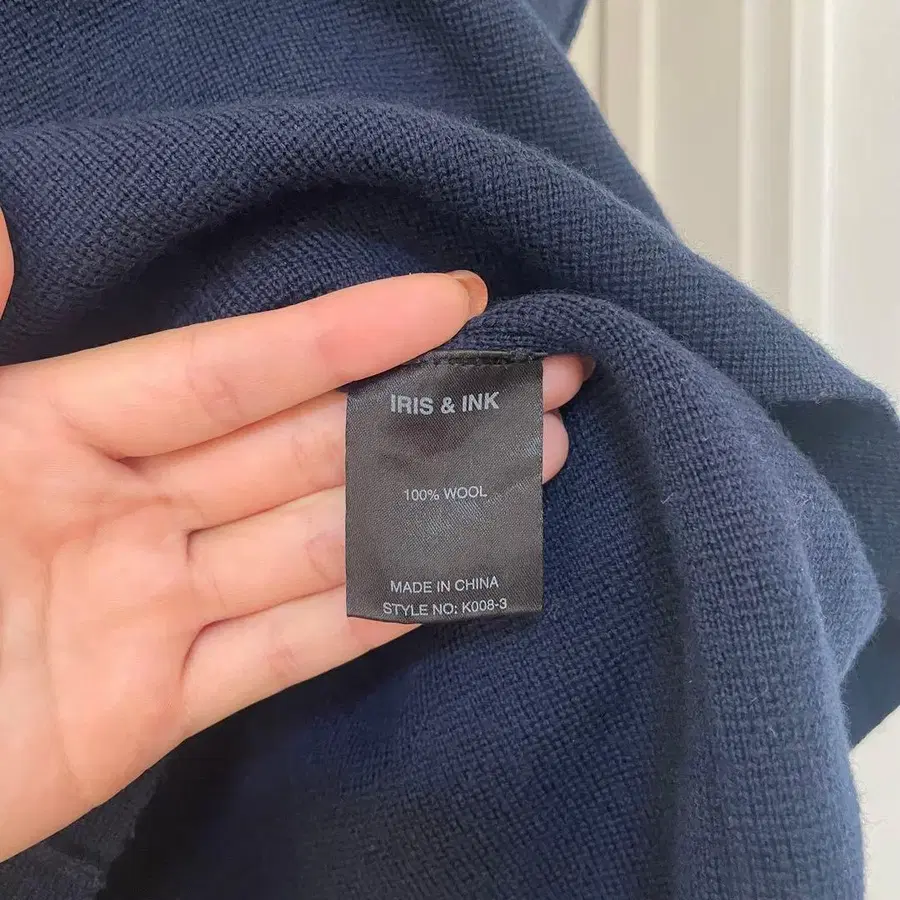 IRIS & INK
100% WOOL
MADE IN CHINA
STYLE NO: K008-3